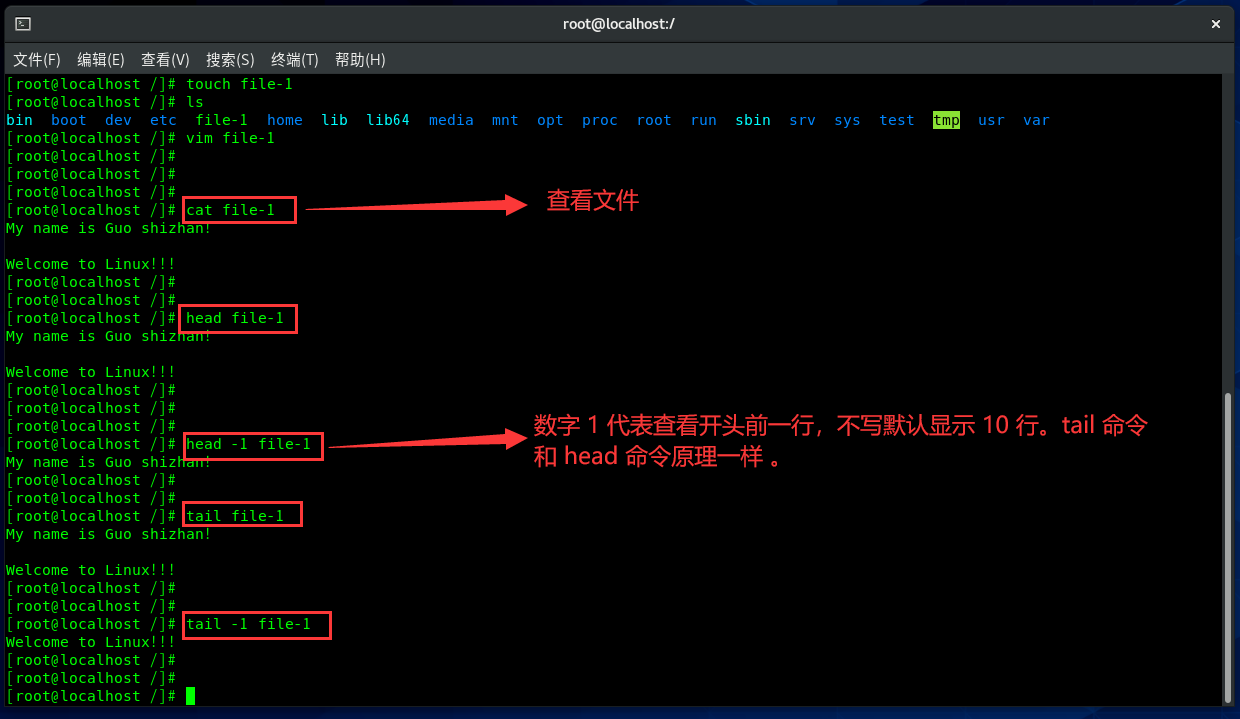 root@localhost:/
文件(F) 编辑(E) 查看(V) 搜索(S) 终端(T) 帮助(H)
[root@localhost /]# touch file-1
[root@localhost /]# ls
bin boot dev etc file-1 home lib lib64 media mnt opt proc root run sbin srv sys test tmp usr var
[root@localhost /]# vim file-1
[root@localhost /]#
[root@localhost /]#
[root@localhost /]#
[root@localhost /]# cat file-1
查看文件
My name is Guo shizhan!
Welcome to Linux!!!
[root@localhost /]#
[root@localhost /]#
[root@localhost /]# head file-1
My name is Guo shizhan!
Welcome to Linux!!!
[root@localhost /]#
[root@localhost /]#
[root@localhost /]#
[root@localhost /]# head -1 file-1
数字 1 代表查看开头前一行，不写默认显示 10 行。tail 命令
和 head 命令原理一样 。
My name is Guo shizhan!
[root@localhost /]#
[root@localhost /]#
[root@localhost /]# tail file-1
My name is Guo shizhan!
Welcome to Linux!!!
[root@localhost /]#
[root@localhost /]#
[root@localhost /]# tail -1 file-1
Welcome to Linux!!!
[root@localhost /]#
[root@localhost /]#
[root@localhost /]#